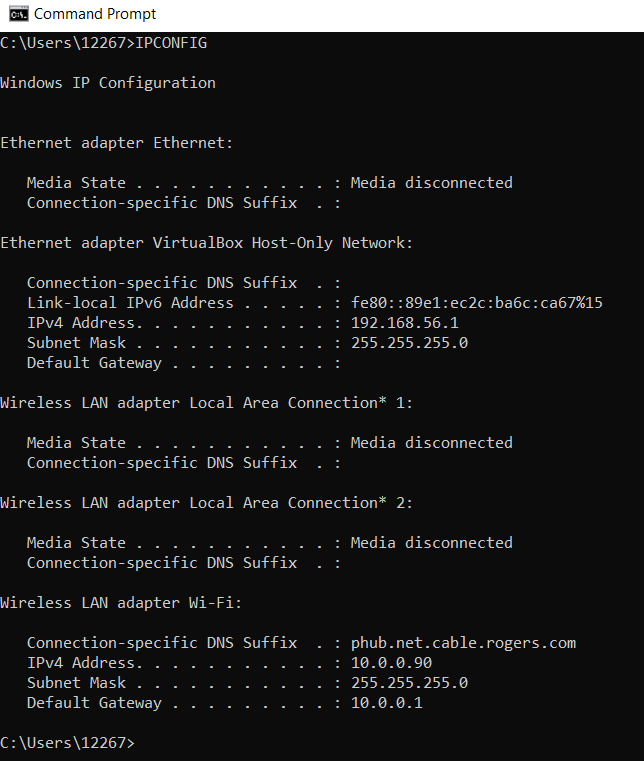 Command Prompt
C:\Users\12267>IPCONFIG
Windows IP Configuration
Ethernet adapter Ethernet:
Media State . . . . . . . . . . . : Media disconnected
Connection-specific DNS Suffix  . :
Ethernet adapter VirtualBox Host-Only Network:
Connection-specific DNS Suffix  . :
Link-local IPv6 Address . . . . . : fe80::89e1:ec2c:ba6c:ca67%15
IPv4 Address. . . . . . . . . . . : 192.168.56.1
Subnet Mask . . . . . . . . . . . : 255.255.255.0
Default Gateway . . . . . . . . . :
Wireless LAN adapter Local Area Connection* 1:
Media State . . . . . . . . . . . : Media disconnected
Connection-specific DNS Suffix  . :
Wireless LAN adapter Local Area Connection* 2:
Media State . . . . . . . . . . . : Media disconnected
Connection-specific DNS Suffix  . :
Wireless LAN adapter Wi-Fi:
Connection-specific DNS Suffix  . : phub.net.cable.rogers.com
IPv4 Address. . . . . . . . . . . : 10.0.0.90
Subnet Mask . . . . . . . . . . . : 255.255.255.0
Default Gateway . . . . . . . . . : 10.0.0.1
C:\Users\12267>